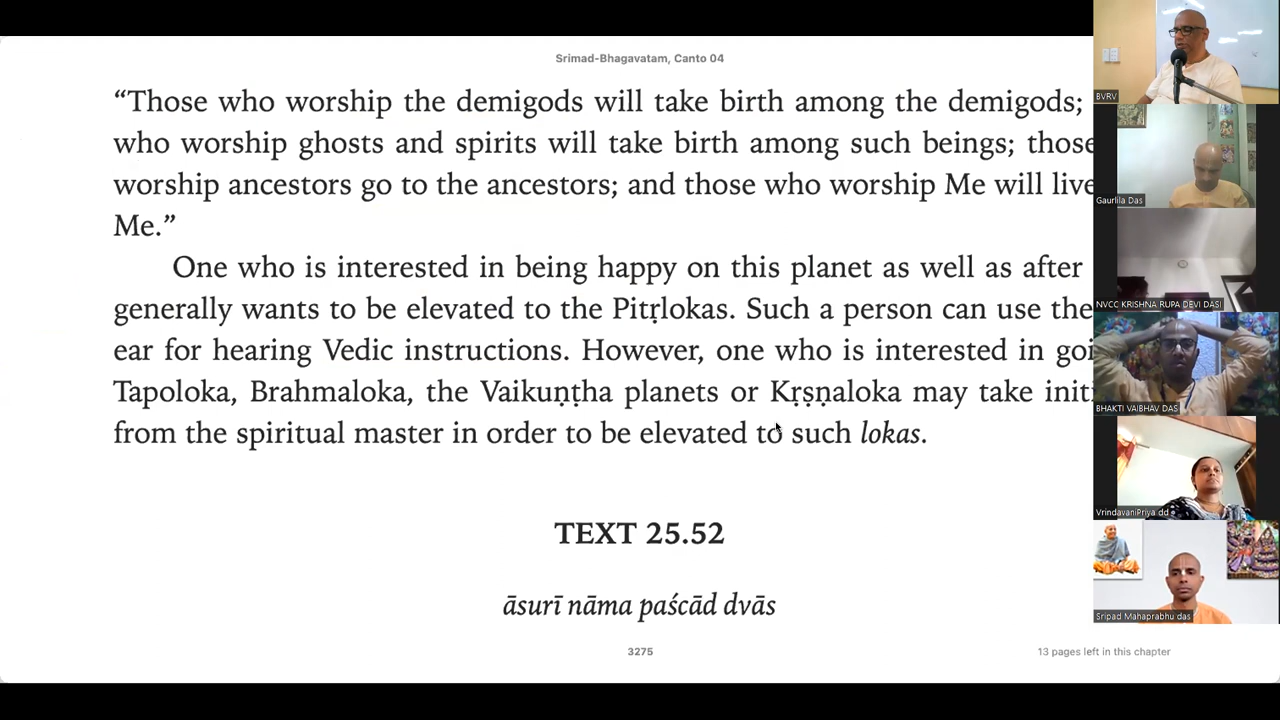 Srimad-Bhagavatam, Canto 04
“Those who worship the demigods will take birth among the demigods;
who worship ghosts and spirits will take birth among such beings; those
worship ancestors go to the ancestors; and those who worship Me will live
Me.”
One who is interested in being happy on this planet as well as after
generally wants to be elevated to the Pitṛlokas. Such a person can use the
ear for hearing Vedic instructions. However, one who is interested in
Tapoloka, Brahmaloka, the Vaikuṇṭha planets or Kṛṣṇaloka may take
from the spiritual master in order to be elevated to such lokas.
TEXT 25.52
āsurī nāma paścād dvās
3275
13 pages left in this chapter
BVRV
Gaurlila Das
NVCC KRISHNA RUPA DEVI DASI
BHAKTI VAIBHAV DAS
VrindavaniPriya dd
Sripad Mahaprabhu das